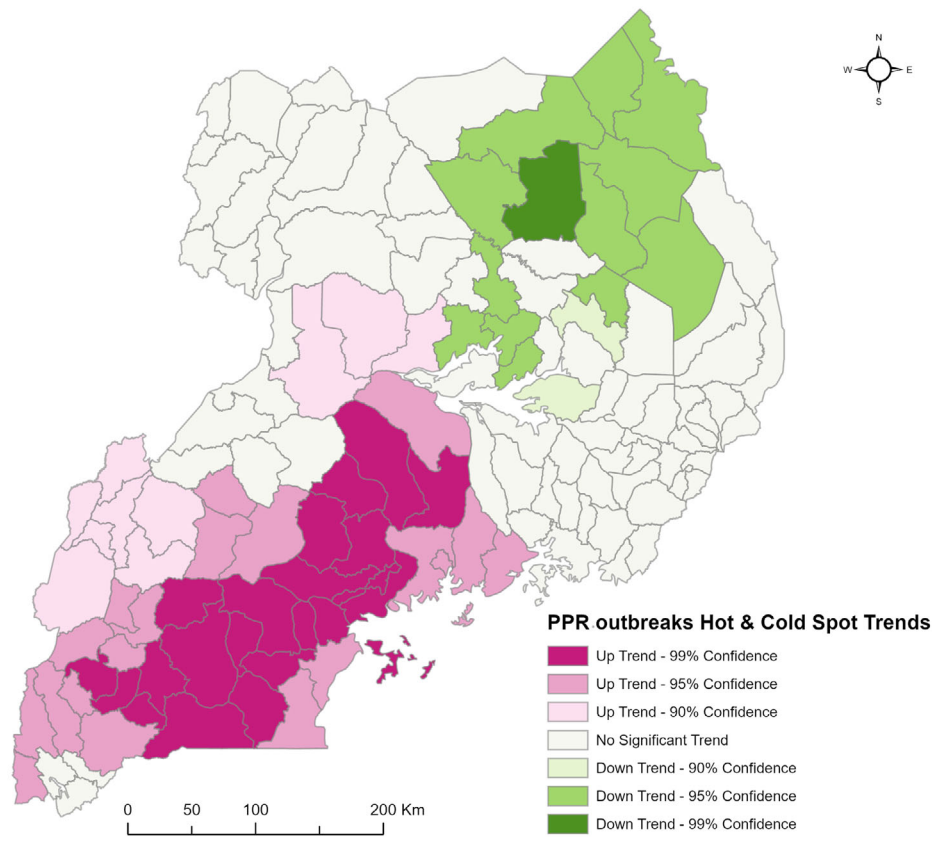 N
W E
S
PPR outbreaks Hot & Cold Spot Trends
Up Trend - 99% Confidence
Up Trend - 95% Confidence
Up Trend - 90% Confidence
No Significant Trend
Down Trend - 90% Confidence
Down Trend - 95% Confidence
Down Trend - 99% Confidence
0 50 100 200 Km